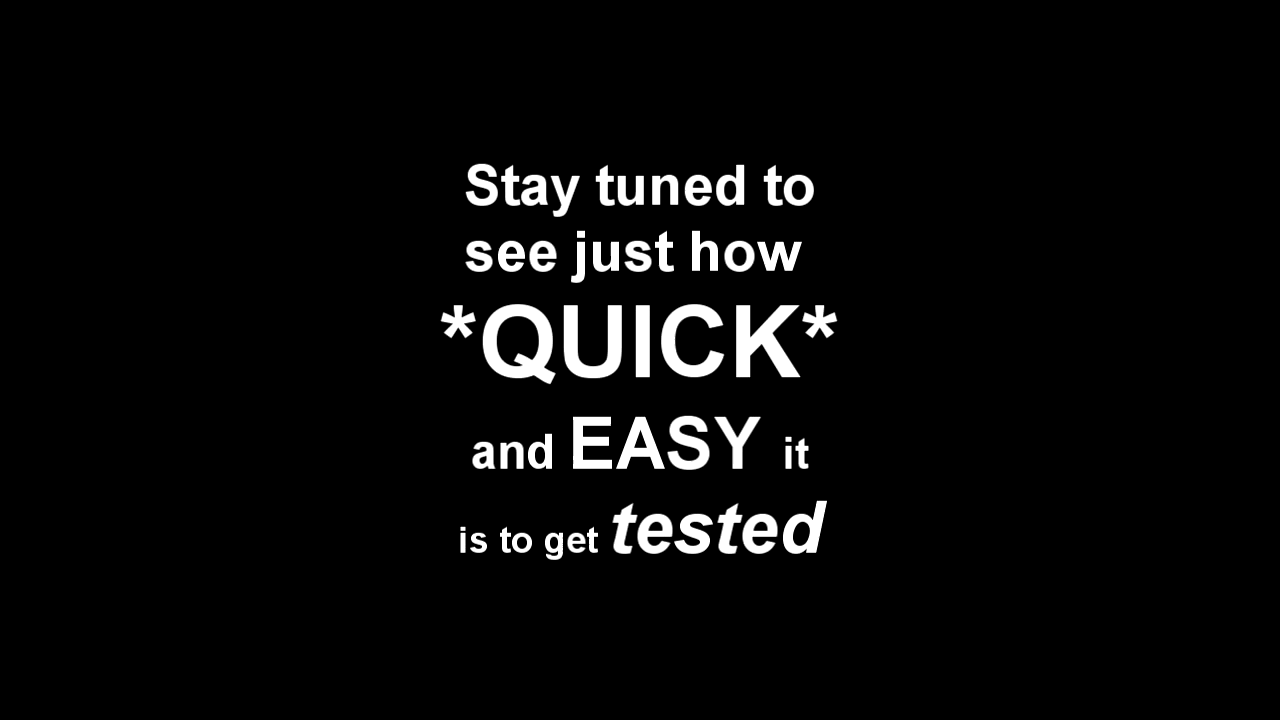 Stay tuned to
see just how
*QUICK*
and EASY it
is to get tested